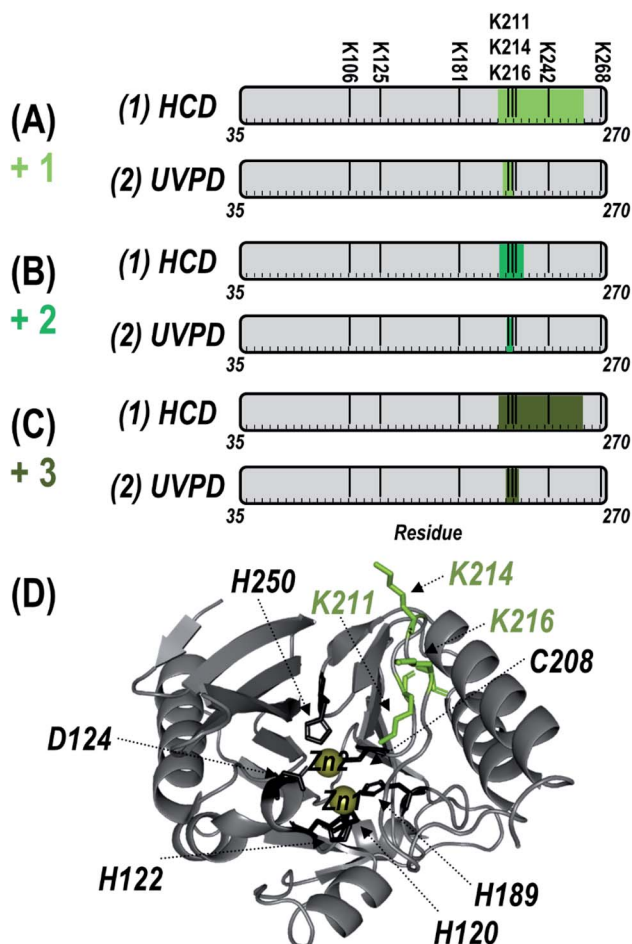 K211
K214
K106 K125 K181 K216 K242 K268
(A)
+ 1
(1) HCD
35 270
(2) UVPD
35 270
(B)
+ 2
(1) HCD
35 270
(2) UVPD
35 270
(C)
+ 3
(1) HCD
35 270
(2) UVPD
35 270
Residue
(D)
H250 K211 K214
K216
C208
D124
Zn2
Zn
H122 H189
H120